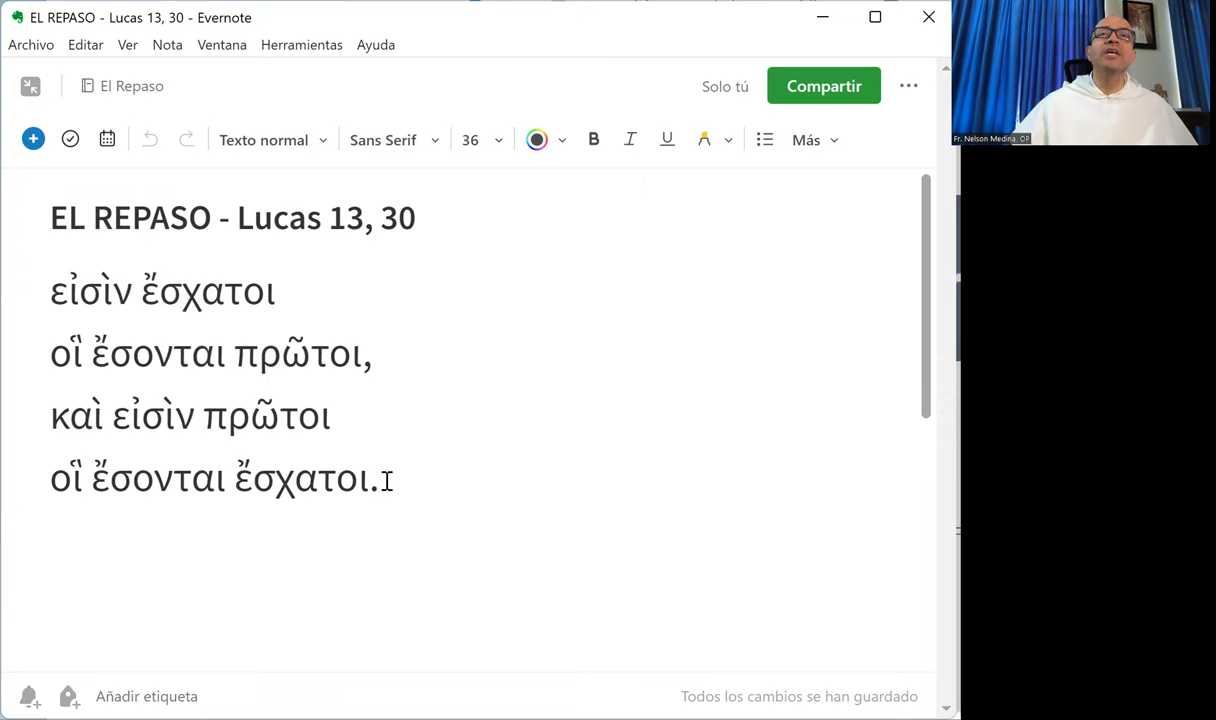 EL REPASO - Lucas 13, 30 - Evernote
Archivo Editar Ver Nota Ventana Herramientas Ayuda
El Repaso
Solo tú
Compartir
Texto normal
Sans Serif
36
B I U
Más
EL REPASO - Lucas 13, 30
εἰσὶν ἔσχατοι
οἳ ἔσονται πρῶτοι,
καὶ εἰσὶν πρῶτοι
οἳ ἔσονται ἔσχατοι.
Añadir etiqueta
Todos los cambios se han guardado
Fr. Nelson Medina, OP